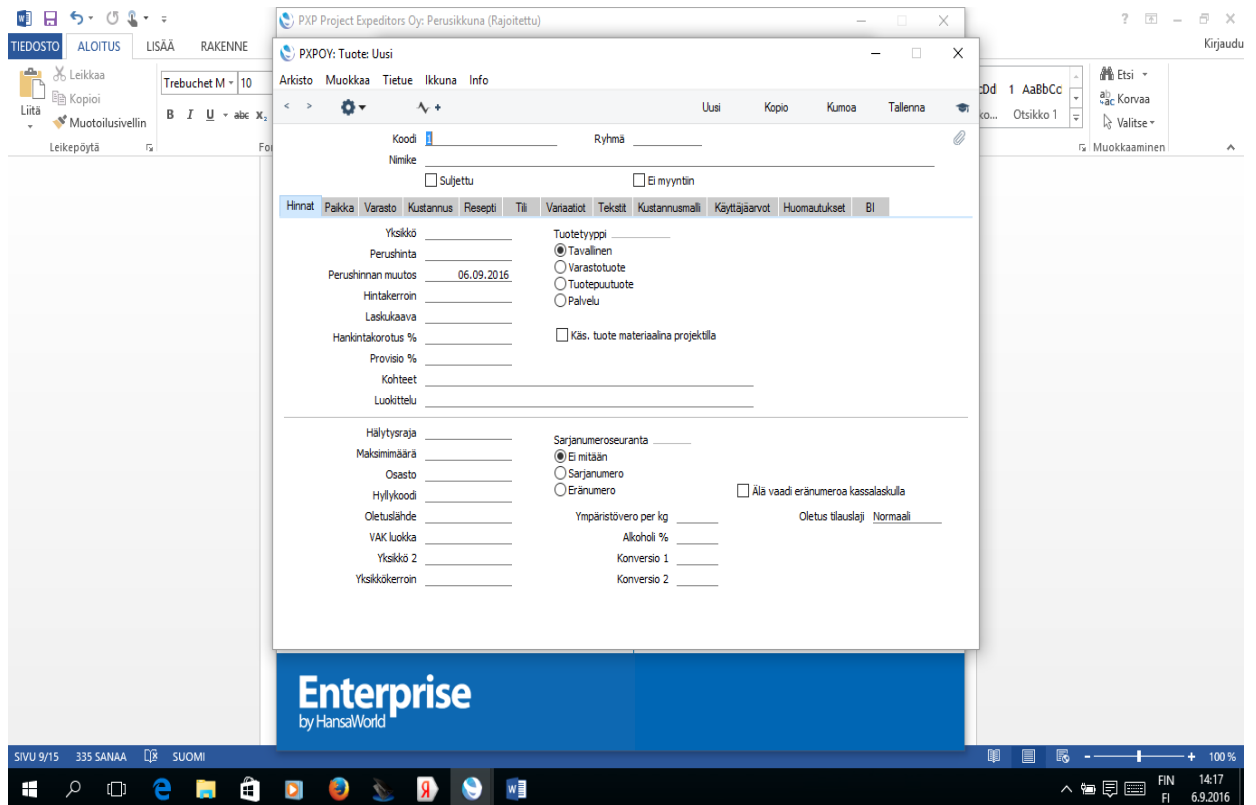 PXP Project Expeditors Oy: Perusikkuna (Rajoitettu)
TIEDOSTO ALOITUS LISÄÄ RAKENNE
Kirjaudu
Leikkaa
Kopioi
Liitä
Muotoilusivellin
Leikepöytä
Trebuchet M 10
B I U abc X₂
Fo
1 AaBbCc
Otsikko 1
Etsi
Korvaa
Valitse
Muokkaaminen
PXPOY: Tuote: Uusi
Arkisto Muokkaa Tietue Ikkuna Info
Uusi Kopio Kumoa Tallenna
Koodi 1 Ryhmä
Nimike
Suljettu Ei myyntiin
Hinnat Paikka Varasto Kustannus Resepti Tili Variaatiot Tekstit Kustannusmalli Käyttäjäarvot Huomautukset BI
Yksikkö
Perushinta
Perushinnan muutos 06.09.2016
Hintakerroin
Laskukaava
Hankintakorotus %
Provisio %
Kohteet
Luokittelu
Tuotetyyppi
Tavallinen
Varastotuote
Tuotepuutuote
Palvelu
Käs. tuote materiaalina projektilla
Hälytysraja
Maksimimäärä
Osasto
Hyllykoodi
Oletuslähde
VAK luokka
Yksikkö 2
Yksikkökerroin
Sarjanumeroseuranta
Ei mitään
Sarjanumero
Eränumero
Älä vaadi eränumeroa kassalaskulla
Ympäristövero per kg
Oletus tilauslaji Normaali
Alkoholi %
Konversio 1
Konversio 2
Enterprise
by HansaWorld
SIVU 9/15 335 SANAA SUOMI
100 %
FIN
FI
14:17
6.9.2016